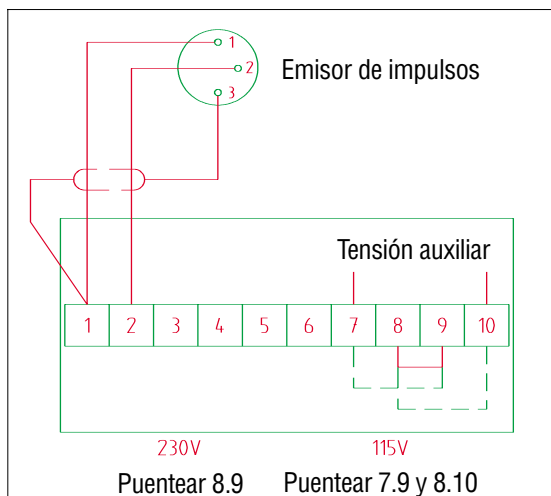 1
2
3
Emisor de impulsos
Tensión auxiliar
1 2 3 4 5 6 7 8 9 10
230V 115V
Puentear 8.9 Puentear 7.9 y 8.10